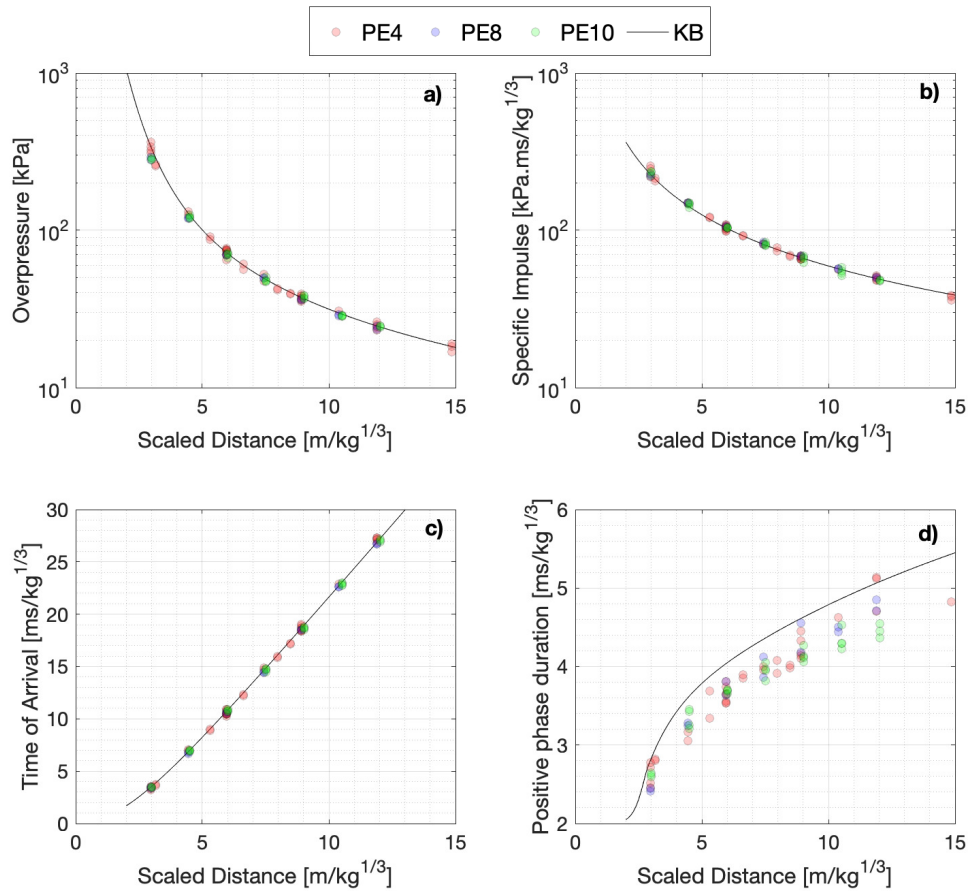 PE4 PE8 PE10 KB
a)
Overpressure [kPa]
10^3
10^2
10^1
0 5 10 15
Scaled Distance [m/kg^1/3]
b)
Specific Impulse [kPa.ms/kg^1/3]
10^3
10^2
10^1
0 5 10 15
Scaled Distance [m/kg^1/3]
c)
Time of Arrival [ms/kg^1/3]
30
25
20
15
10
5
0
0 5 10 15
Scaled Distance [m/kg^1/3]
d)
Positive phase duration [ms/kg^1/3]
6
5
4
3
2
0 5 10 15
Scaled Distance [m/kg^1/3]